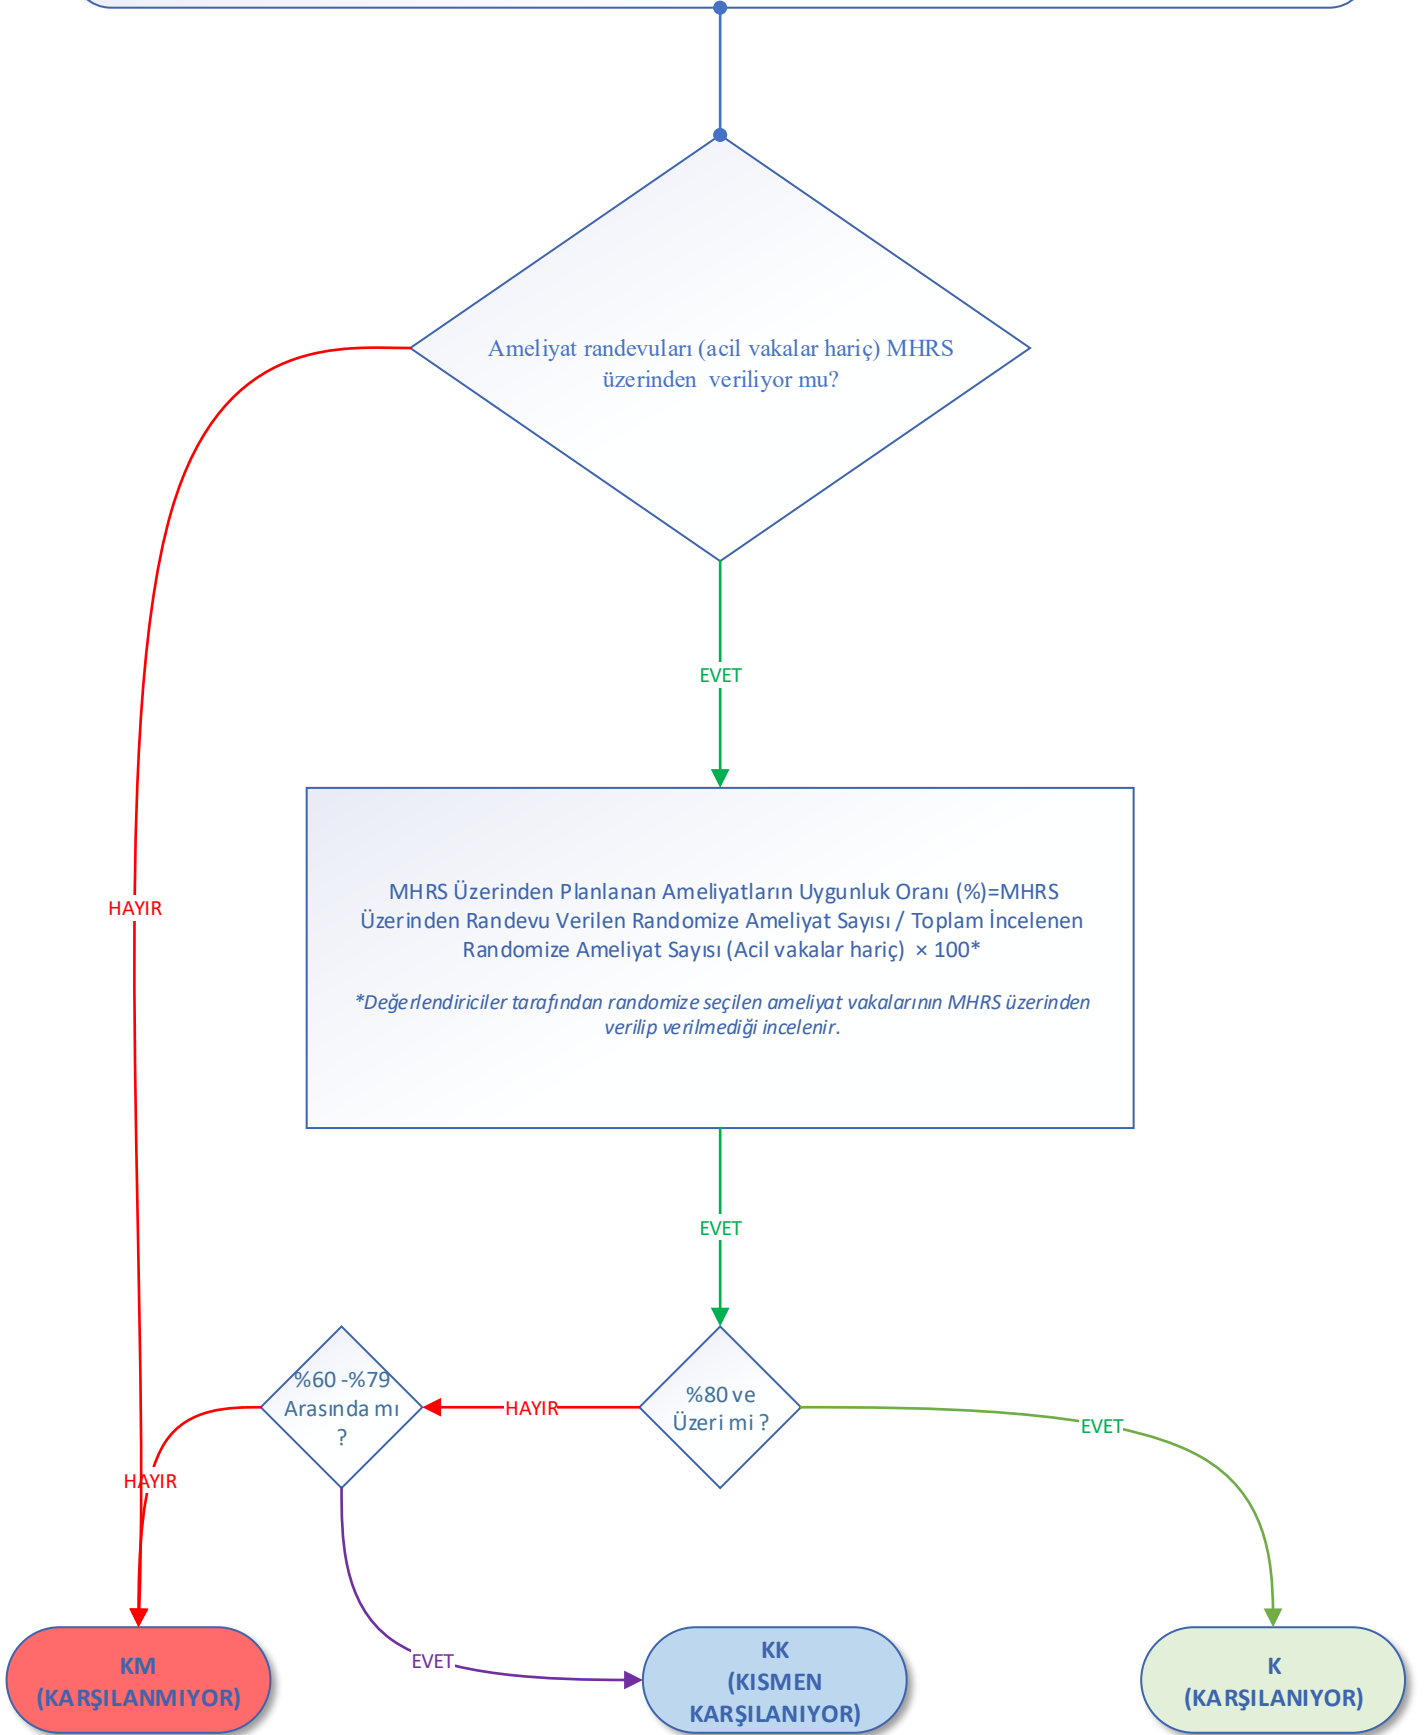 Ameliyat randevuları (acil vakalar hariç) MHRS
üzerinden veriliyor mu?
EVET
HAYIR
MHRS Üzerinden Planlanan Ameliyatların Uygunluk Oranı (%)=MHRS
Üzerinden Randevu Verilen Randomize Ameliyat Sayısı / Toplam İncelenen
Randomize Ameliyat Sayısı (Acil vakalar hariç) × 100*
*Değerlendiriciler tarafından randomize seçilen ameliyat vakalarının MHRS üzerinden
verilip verilmediği incelenir.
EVET
%60 -%79
Arasında mı
?
HAYIR
%80 ve
Üzeri mi ?
EVET
HAYIR
EVET
KM
(KARŞILANMIYOR)
KK
(KISMEN
KARŞILANIYOR)
K
(KARŞILANIYOR)